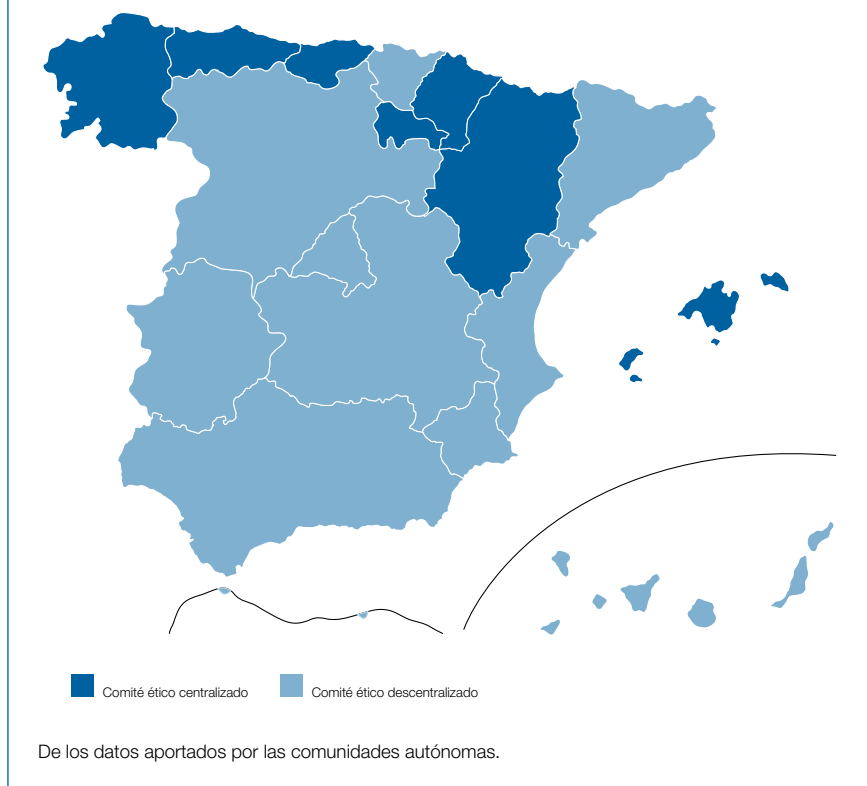 Comité ético centralizado Comité ético descentralizado
De los datos aportados por las comunidades autónomas.